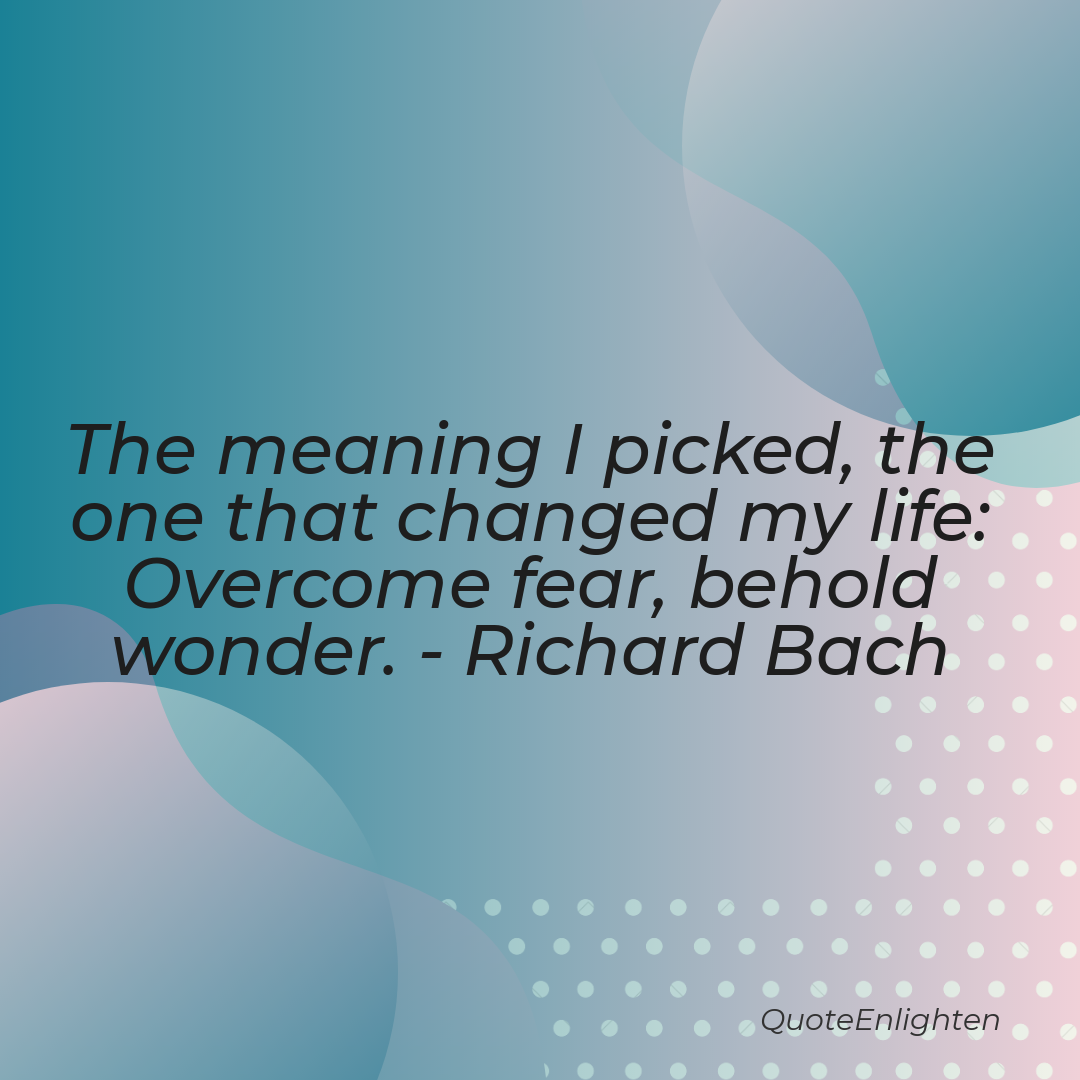 The meaning I picked, the
one that changed my life:
Overcome fear, behold
wonder. - Richard Bach
QuoteEnlighten